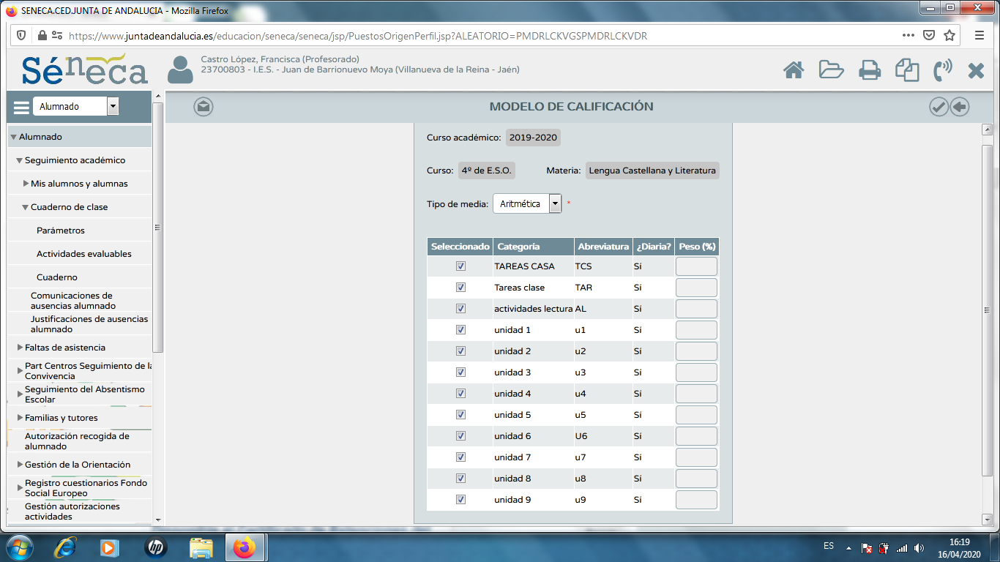 SENECA.CED.JUNTA DE ANDALUCIA - Mozilla Firefox
https://www.juntadeandalucia.es/educacion/seneca/seneca/jsp/PuestosOrigenPerfil.jsp?ALEATORIO=PMDRLCKVGSPMDRLCKVDR
Séneca
Castro López, Francisca (Profesorado)
23700803 - I.E.S. - Juan de Barrionuevo Moya (Villanueva de la Reina - Jaén)
Alumnado
MODELO DE CALIFICACIÓN
Alumnado
Seguimiento académico
Mis alumnos y alumnas
Cuaderno de clase
Parámetros
Actividades evaluables
Cuaderno
Comunicaciones de
ausencias alumnado
Justificaciones de ausencias
alumnado
Faltas de asistencia
Part Centros Seguimiento de la
Convivencia
Seguimiento del Absentismo
Escolar
Familias y tutores
Autorización recogida de
alumnado
Gestión de la Orientación
Registro cuestionarios Fondo
Social Europeo
Gestión autorizaciones
actividades
Curso académico: 2019-2020
Curso: 4º de E.S.O. Materia: Lengua Castellana y Literatura
Tipo de media: Aritmética *
Seleccionado Categoría Abreviatura ¿Diaria? Peso (%)
TAREAS CASA TCS Sí
Tareas clase TAR Sí
actividades lectura AL Sí
unidad 1 u1 Sí
unidad 2 u2 Sí
unidad 3 u3 Sí
unidad 4 u4 Sí
unidad 5 u5 Sí
unidad 6 U6 Sí
unidad 7 u7 Sí
unidad 8 u8 Sí
unidad 9 u9 Sí
hp
ES
16:19
16/04/2020